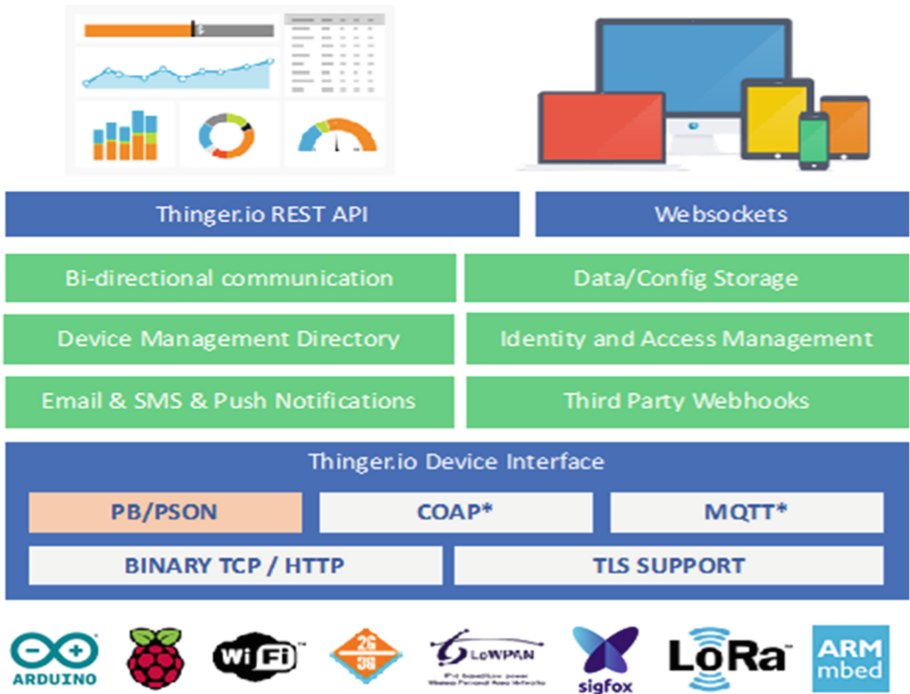 Thinger.io REST API
Websockets
Bi-directional communication
Data/Config Storage
Device Management Directory
Identity and Access Management
Email & SMS & Push Notifications
Third Party Webhooks
Thinger.io Device Interface
PB/PSON
COAP*
MQTT*
BINARY TCP / HTTP
TLS SUPPORT
ARDUINO
WiFi
2G
3G
6LoWPAN
sigfox
LoRa™
ARM
mbed